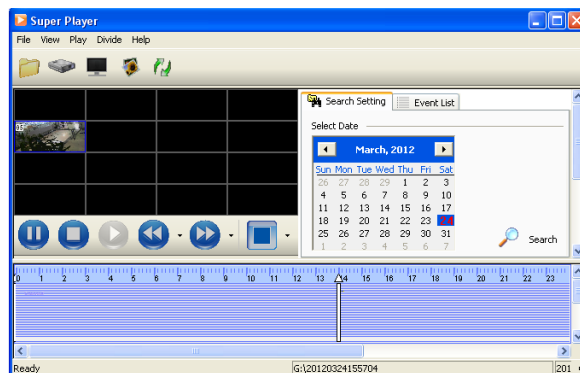 Super Player
File View Play Divide Help
Search Setting Event List
Select Date
March, 2012
Sun Mon Tue Wed Thu Fri Sat
26 27 28 29 1 2 3
4 5 6 7 8 9 10
11 12 13 14 15 16 17
18 19 20 21 22 23 24
25 26 27 28 29 30 31
1 2 3 4 5 6 7
Search
0 1 2 3 4 5 6 7 8 9 10 11 12 13 14 15 16 17 18 19 20 21 22 23
Ready G:\20120324155704 201